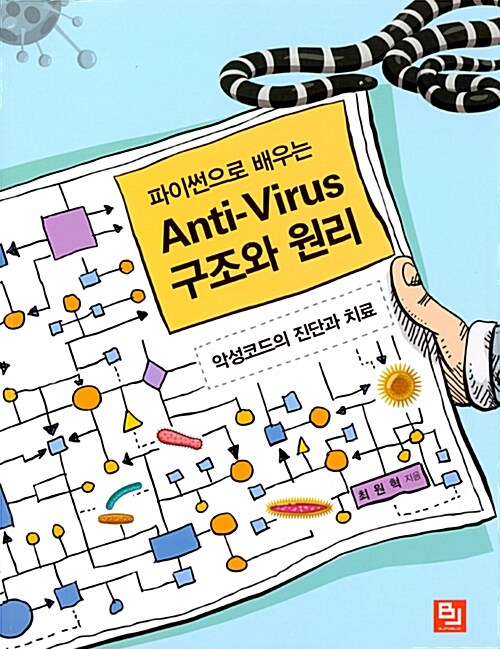 파이썬으로 배우는
Anti-Virus
구조와 원리
악성코드의 진단과 치료
최원혁 지음
BJ